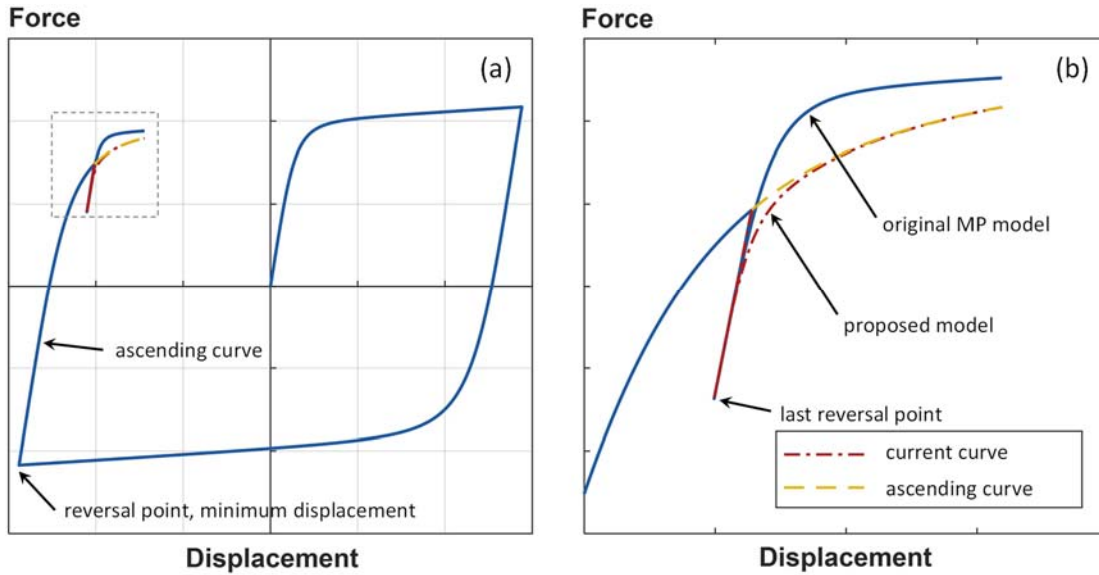 Force
(a)
ascending curve
reversal point, minimum displacement
Displacement
Force
(b)
original MP model
proposed model
last reversal point
current curve
ascending curve
Displacement